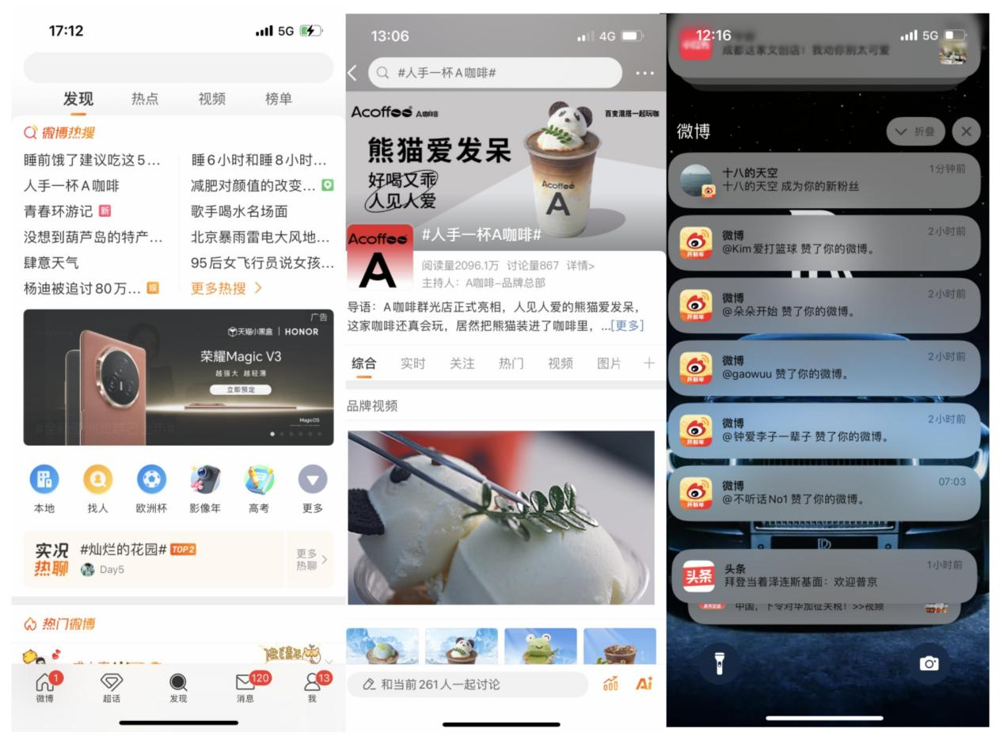 17:12
5G
发现
热点
视频
榜单
微博热搜
睡前饿了建议吃这5...
睡6小时和睡8小时...
人手一杯A咖啡
减肥对颜值的改变...
青春环游记 新
歌手喝水名场面
没想到葫芦岛的特产...
北京暴雨雷电大风地...
肆意天气
95后女飞行员说女孩...
杨迪被追讨80万... 娱
更多热搜
广告
天猫小黑盒 | HONOR
荣耀Magic V3
越强大 越轻薄
立即预定
MagicOS
本地
找人
欧洲杯
影像年
高考
更多
实况热聊
#灿烂的花园# TOP2
Day5
更多热聊
热门微博
1
120
13
微博
超话
发现
消息
我
13:06
4G
#人手一杯A咖啡#
Acoffee A咖啡
百变混搭一起玩咖
熊猫爱发呆
好喝又乖
人见人爱
Acoffee
A
Acoffee
A
#人手一杯A咖啡#
阅读量2096.1万 讨论量867 详情>
主持人：A咖啡-品牌总部
导语：A咖啡群光店正式亮相，人见人爱的熊猫爱发呆，
这家咖啡还真会玩，居然把熊猫装进了咖啡里，...[更多]
综合
实时
关注
热门
视频
图片
品牌视频
和当前261人一起讨论
Ai
12:16
5G
成都这家文创店！我劝你别太可爱
微博
折叠
十八的天空
1分钟前
十八的天空 成为你的新粉丝
微博
2小时前
@Kim爱打篮球 赞了你的微博。
开新年
微博
2小时前
@朵朵开始 赞了你的微博。
开新年
微博
2小时前
@gaowuu 赞了你的微博。
开新年
微博
2小时前
@钟爱李子一辈子 赞了你的微博。
开新年
微博
07:03
@不听话No1 赞了你的微博。
开新年
头条
头条
1小时前
拜登当着泽连斯基面：欢迎普京
中国，下令对华加征关税！>>视频